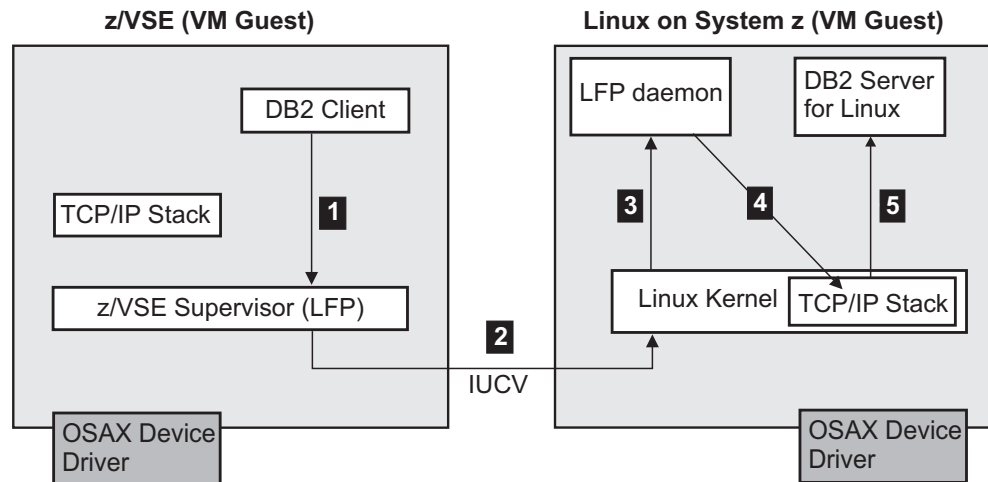 z/VSE (VM Guest)
Linux on System z (VM Guest)
DB2 Client
TCP/IP Stack
1
z/VSE Supervisor (LFP)
2
IUCV
OSAX Device
Driver
LFP daemon
DB2 Server
for Linux
3
4
5
Linux Kernel
TCP/IP Stack
OSAX Device
Driver